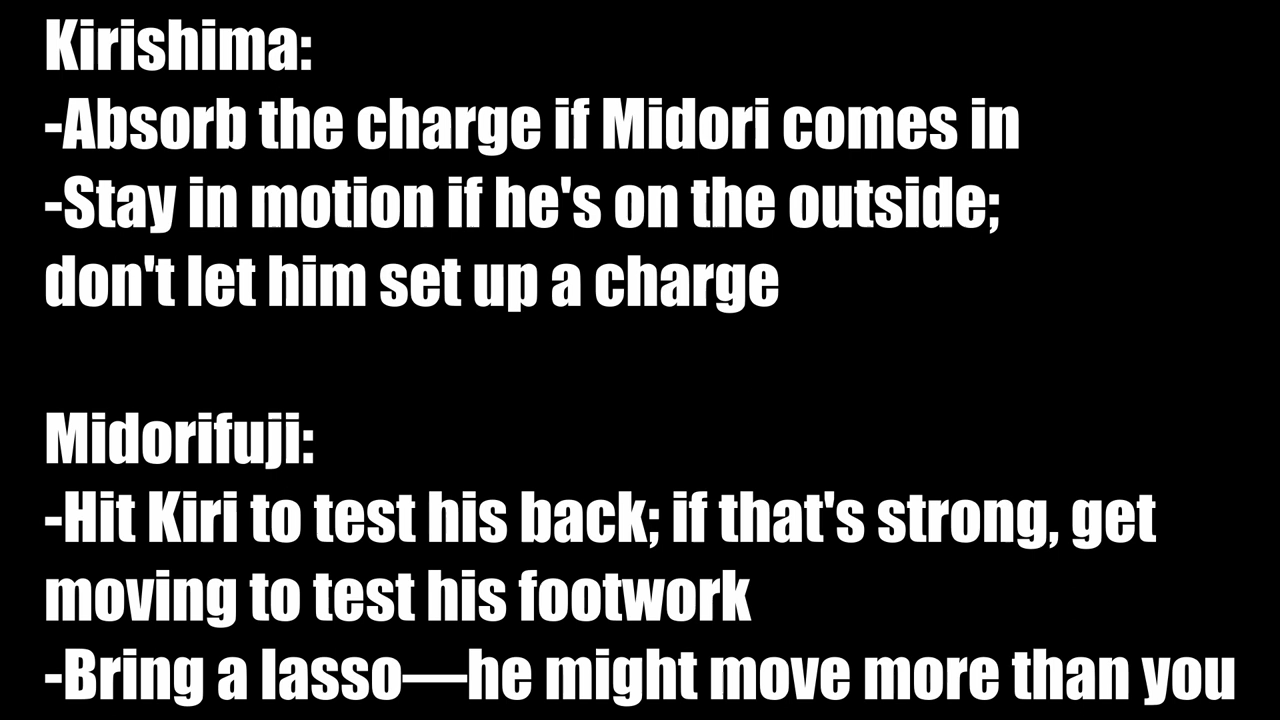 Kirishima:
-Absorb the charge if Midori comes in
-Stay in motion if he's on the outside;
don't let him set up a charge
Midorifuji:
-Hit Kiri to test his back; if that's strong, get
moving to test his footwork
-Bring a lasso—he might move more than you